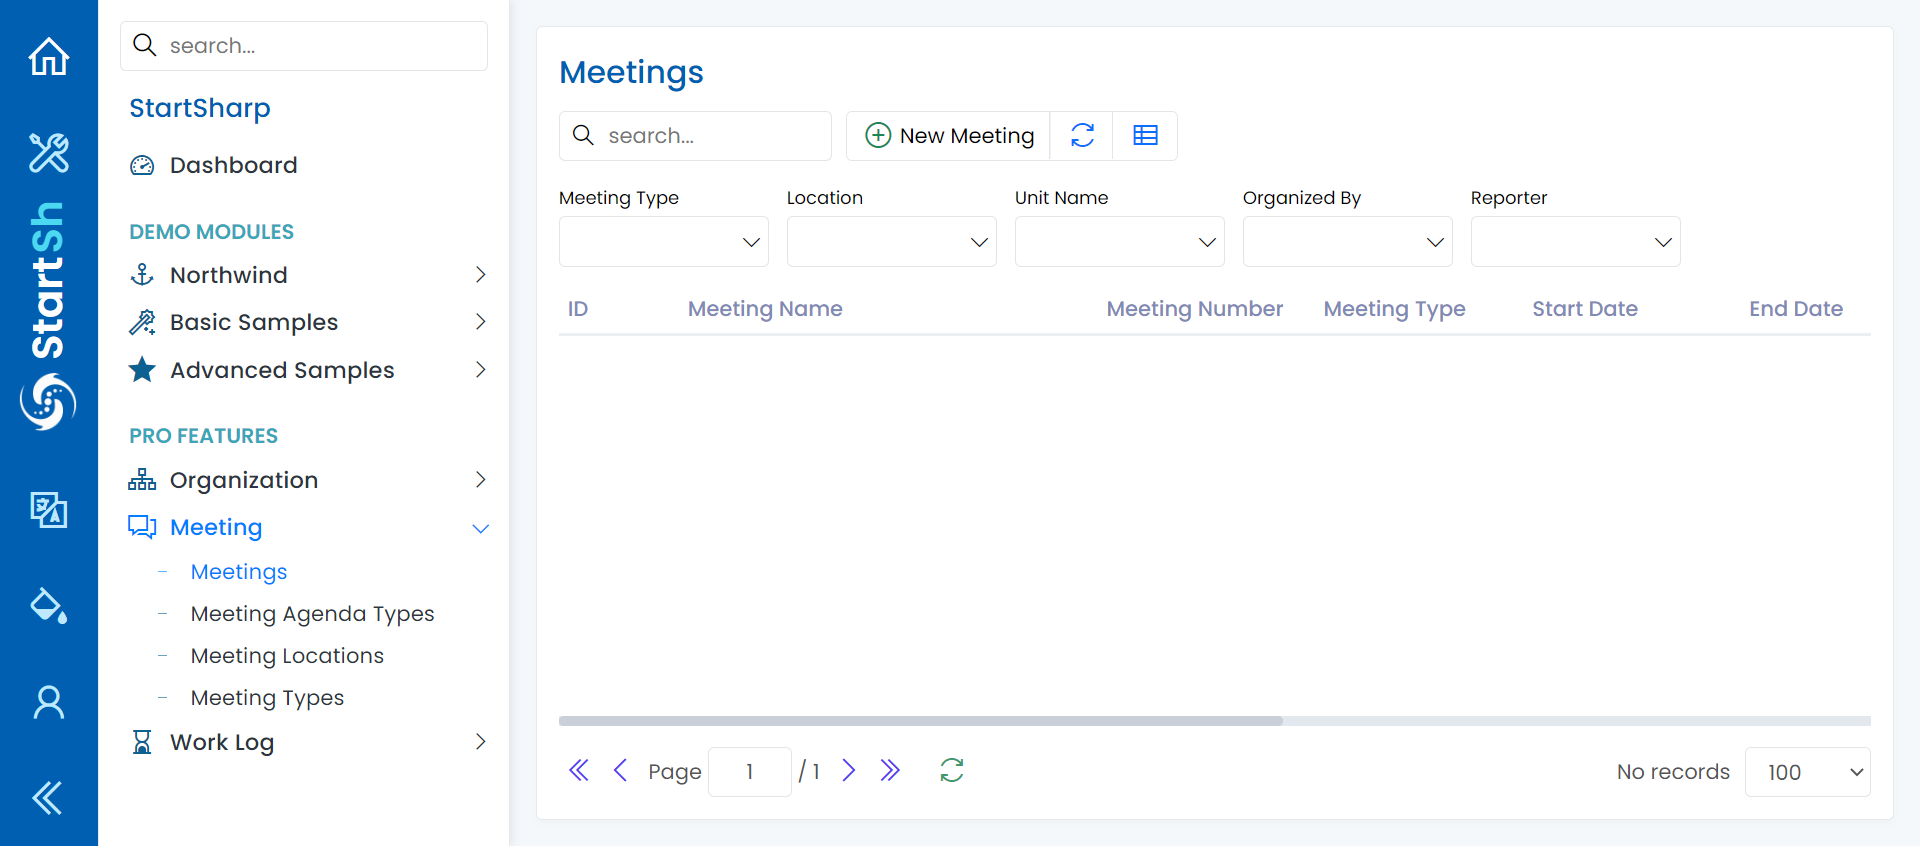 StartSh
search...
StartSharp
Dashboard
DEMO MODULES
Northwind
Basic Samples
Advanced Samples
PRO FEATURES
Organization
Meeting
Meetings
Meeting Agenda Types
Meeting Locations
Meeting Types
Work Log
Meetings
search...
New Meeting
Meeting Type
Location
Unit Name
Organized By
Reporter
ID
Meeting Name
Meeting Number
Meeting Type
Start Date
End Date
Page 1 / 1
No records 100